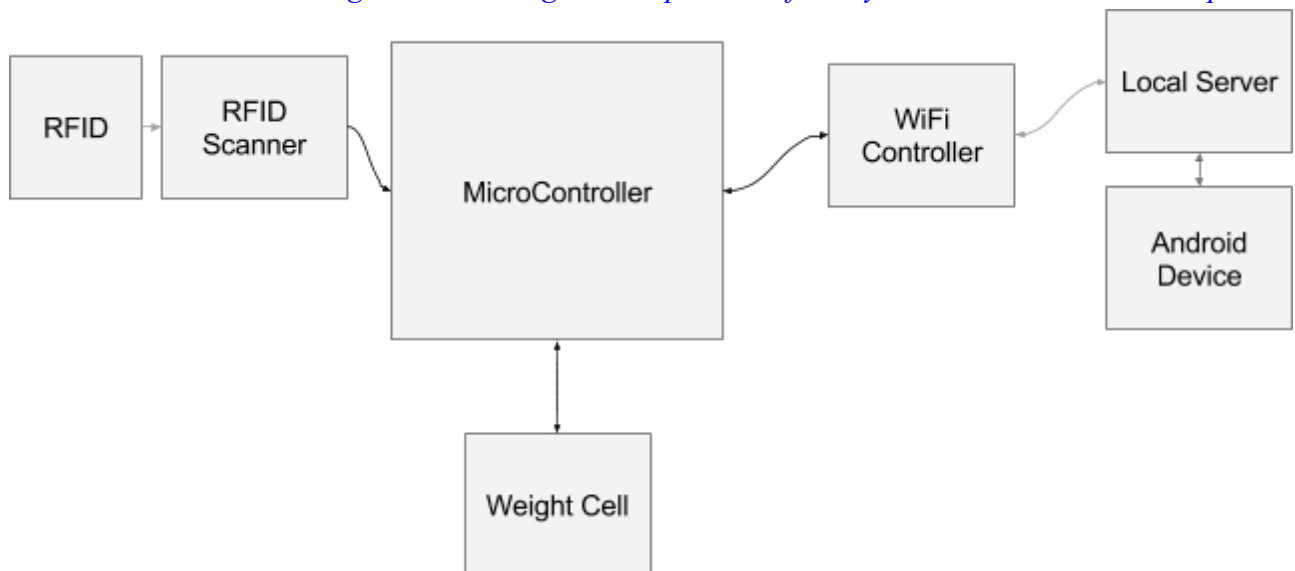 RFID
RFID
Scanner
MicroController
WiFi
Controller
Local Server
Android
Device
Weight Cell